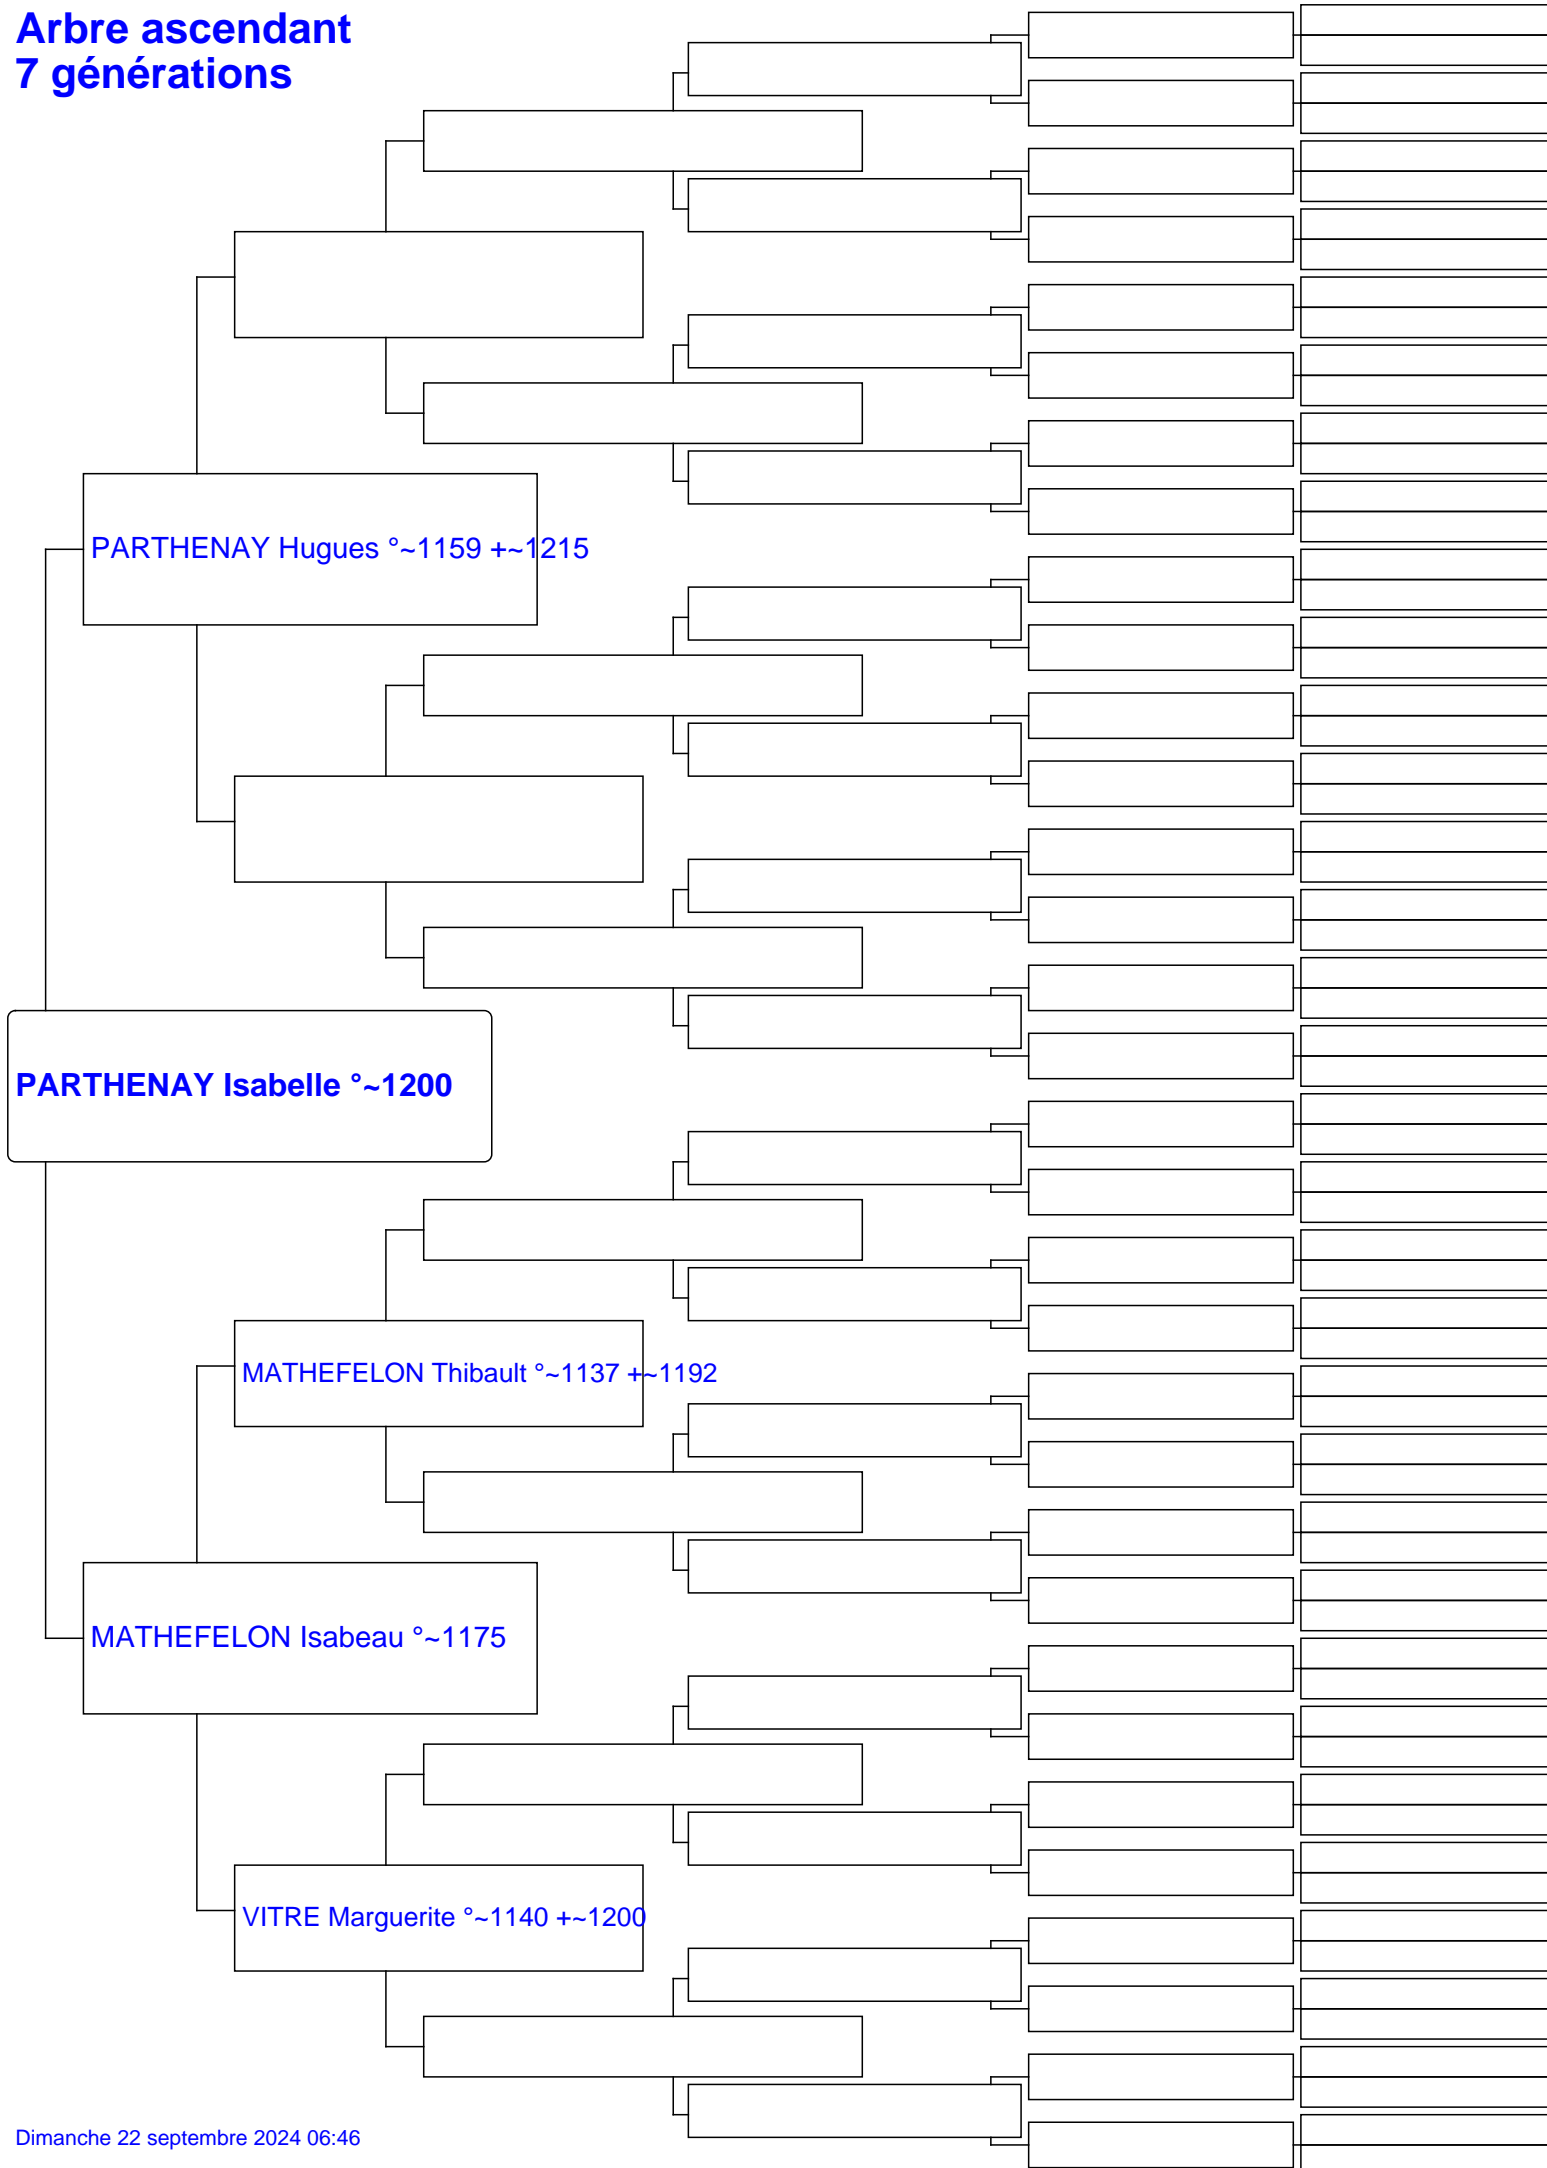 Arbre ascendant
7 générations
PARTHENAY Hugues °~1159 +~1215
PARTHENAY Isabelle °~1200
MATHEFELON Thibault °~1137 +~1192
MATHEFELON Isabeau °~1175
VITRE Marguerite °~1140 +~1200
Dimanche 22 septembre 2024 06:46